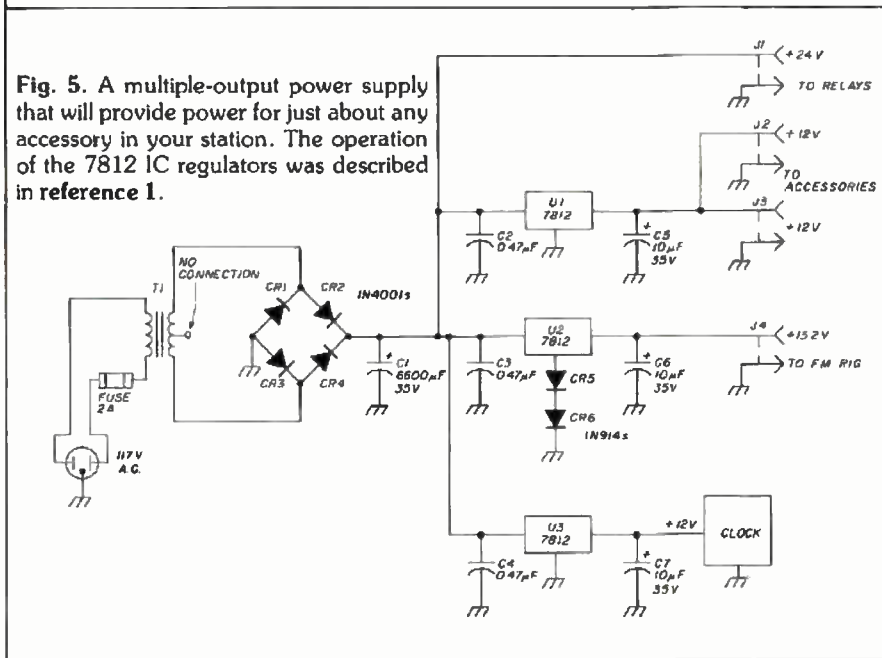 Fig. 5. A multiple-output power supply
that will provide power for just about any
accessory in your station. The operation
of the 7812 IC regulators was described
in reference 1.
J1
+24V
TO RELAYS
J2
+12V
TO
ACCESSORIES
J3
+12V
U1
7812
C2
0.47µF
C5
10µF
35V
NO
CONNECTION
T1
CR1
CR2
1N4001s
CR3
CR4
C1
6600µF
35V
FUSE
2A
117V
A.C.
U2
7812
C3
0.47µF
CR5
CR6
1N914s
C6
10µF
35V
J4
+13.2V
TO FM RIG
U3
7812
C4
0.47µF
C7
10µF
35V
+12V
CLOCK